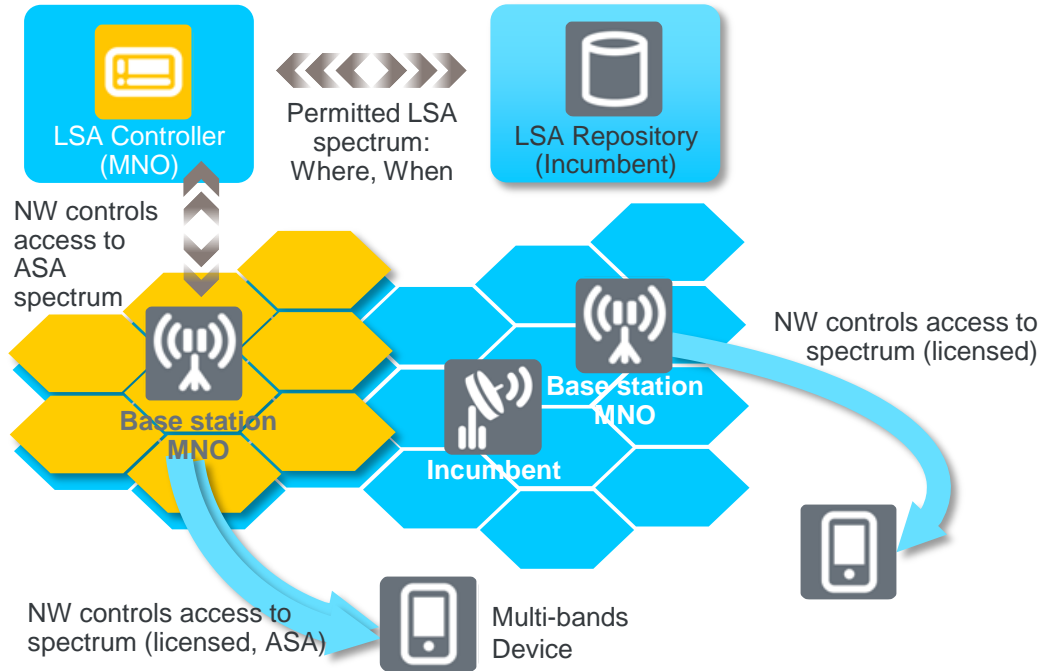 LSA Controller
(MNO)
Permitted LSA
spectrum:
Where, When
LSA Repository
(Incumbent)
NW controls
access to
ASA
spectrum
NW controls access to
spectrum (licensed)
Base station
MNO
Base station
MNO
Incumbent
NW controls access to
spectrum (licensed, ASA)
Multi-bands
Device